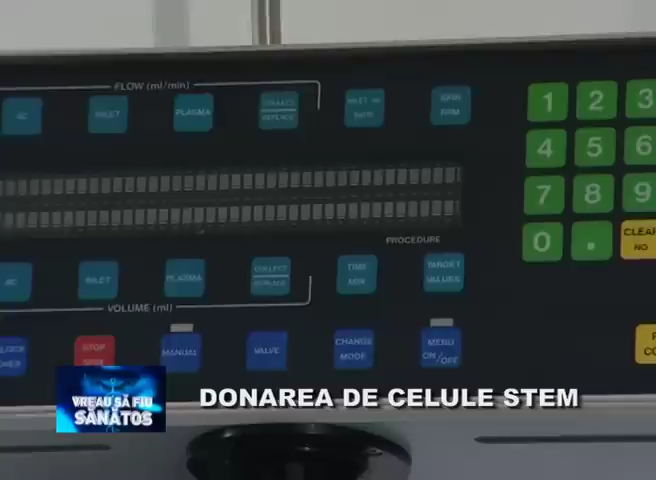 FLOW (ml/min)
AC INLET PLASMA COLLECT REPLACE INLET:AC RATIO RPM
1 2 3
4 5 6
7 8 9
0 .
CLEAR
NO
PROCEDURE
AC INLET PLASMA COLLECT REPLACE TIME MIN TARGET VALUES
VOLUME (ml)
STOP MANUAL VALVE CHANGE MODE MENU ON/OFF
VREAU SĂ FIU
SĂNĂTOS
DONAREA DE CELULE STEM